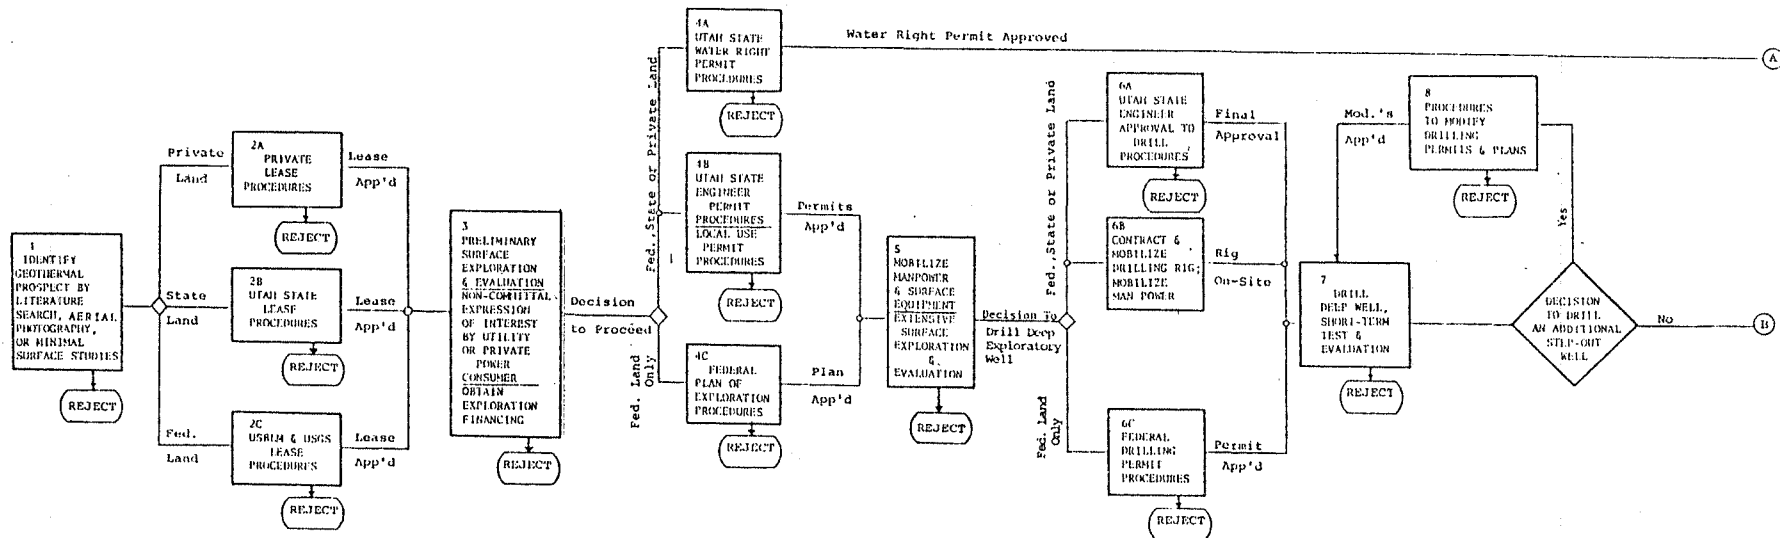 1
IDENTIFY
GEOTHERMAL
PROSPECT BY
LITERATURE
SEARCH, AERIAL
PHOTOGRAPHY,
OR MINIMAL
SURFACE STUDIES
REJECT
Private
Land
State
Land
Fed.
Land
2A
PRIVATE
LEASE
PROCEDURES
REJECT
Lease
App'd
2B
UTAH STATE
LEASE
PROCEDURES
REJECT
Lease
App'd
2C
USBLM & USGS
LEASE
PROCEDURES
REJECT
Lease
App'd
3
PRELIMINARY
SURFACE
EXPLORATION
& EVALUATION
NON-COMMITTAL
EXPRESSION
OF INTEREST
BY UTILITY
OR PRIVATE
POWER
CONSUMER
OBTAIN
EXPLORATION
FINANCING
REJECT
Decision
to Proceed
Fed.,State or Private Land
Fed. Land
Only
4A
UTAH STATE
WATER RIGHT
PERMIT
PROCEDURES
REJECT
Water Right Permit Approved
A
4B
UTAH STATE
ENGINEER
PERMIT
PROCEDURES
LOCAL USE
PERMIT
PROCEDURES
REJECT
Permits
App'd
4C
FEDERAL
PLAN OF
EXPLORATION
PROCEDURES
REJECT
Plan
App'd
5
MOBILIZE
MANPOWER
& SURFACE
EQUIPMENT
EXTENSIVE
SURFACE
EXPLORATION
&
EVALUATION
REJECT
Decision To
Drill Deep
Exploratory
Well
Fed.,State or Private Land
Fed. Land
Only
6A
UTAH STATE
ENGINEER
APPROVAL TO
DRILL
PROCEDURES
REJECT
Final
Approval
6B
CONTRACT &
MOBILIZE
DRILLING RIG;
MOBILIZE
MAN POWER
Rig
On-Site
6C
FEDERAL
DRILLING
PERMIT
PROCEDURES
REJECT
Permit
App'd
Mod.'s
App'd
8
PROCEDURES
TO MODIFY
DRILLING
PERMITS & PLANS
REJECT
Yes
7
DRILL
DEEP WELL,
SHORT-TERM
TEST &
EVALUATION
REJECT
DECISION
TO DRILL
AN ADDITIONAL
STEP-OUT
WELL
No
B